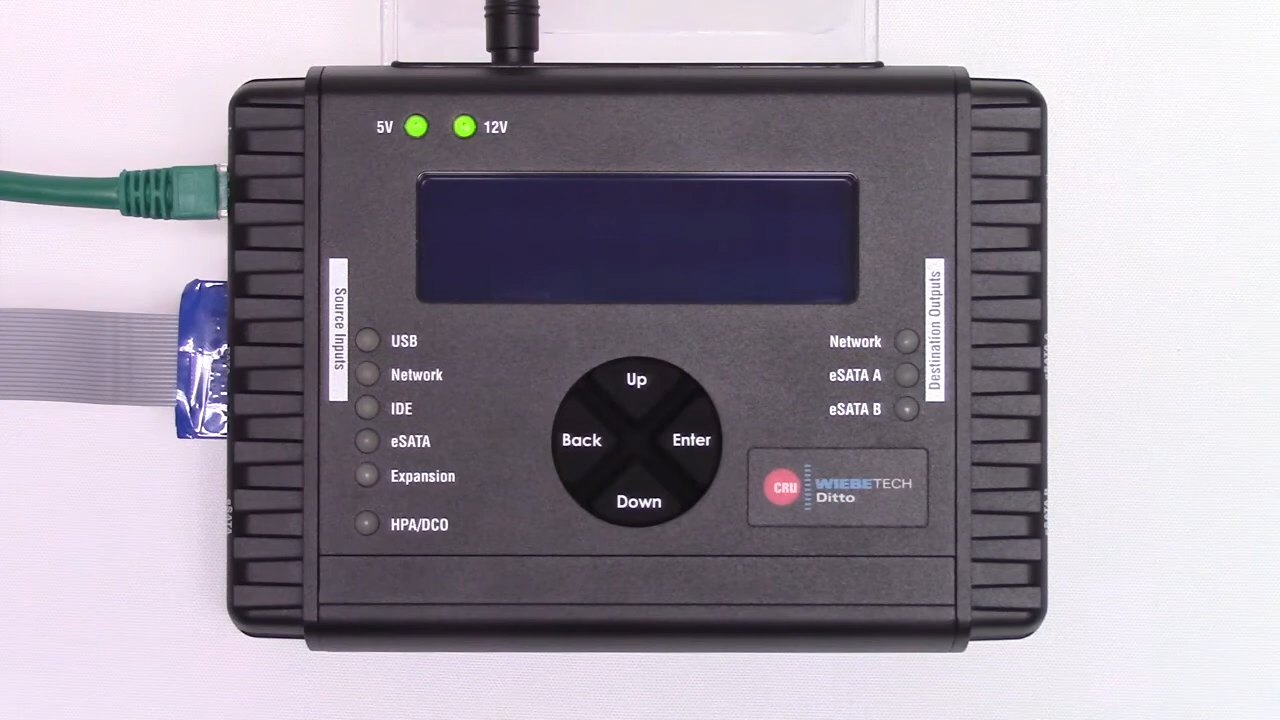 5V
12V
Source Inputs
USB
Network
IDE
eSATA
Expansion
HPA/DCO
Up
Back
Enter
Down
Destination Outputs
Network
eSATA A
eSATA B
CRU
WIEBETECH
Ditto